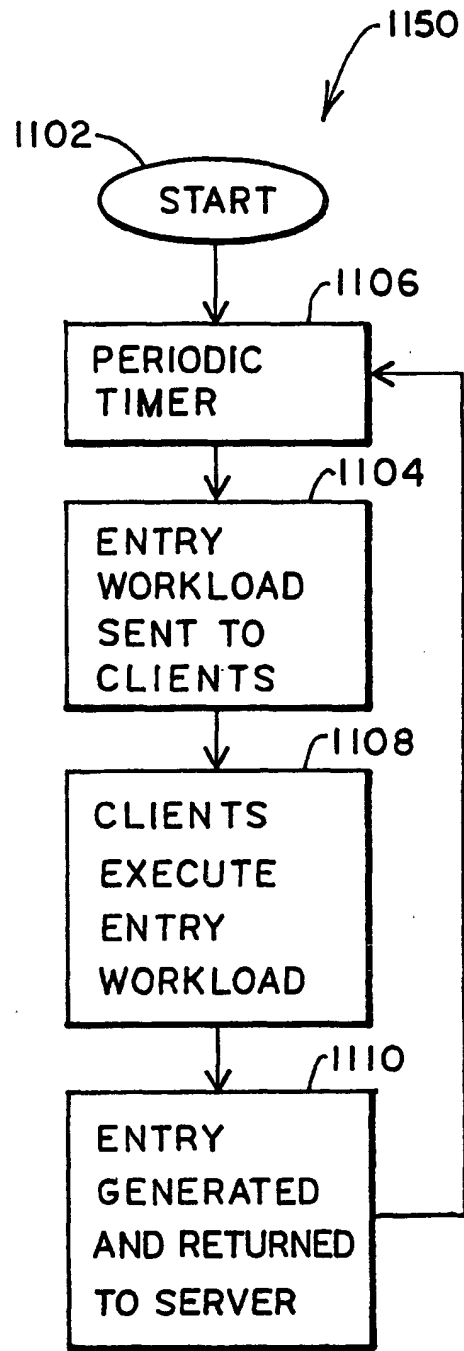 1150
1102
START
1106
PERIODIC
TIMER
1104
ENTRY
WORKLOAD
SENT TO
CLIENTS
1108
CLIENTS
EXECUTE
ENTRY
WORKLOAD
1110
ENTRY
GENERATED
AND RETURNED
TO SERVER